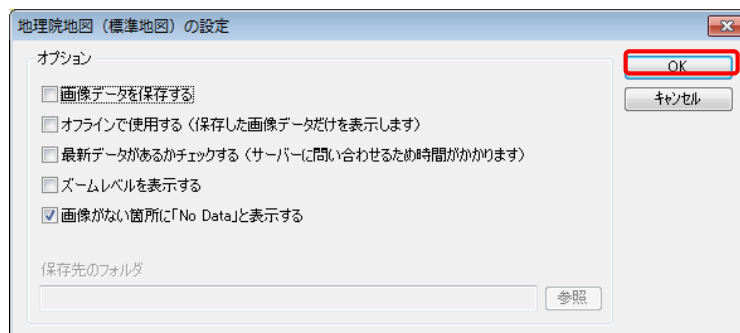 地理院地図（標準地図）の設定
オプション
画像データを保存する
オフラインで使用する（保存した画像データだけを表示します）
最新データがあるかチェックする（サーバーに問い合わせるため時間がかかります）
ズームレベルを表示する
画像がない箇所に「No Data」と表示する
保存先のフォルダ
参照
OK
キャンセル